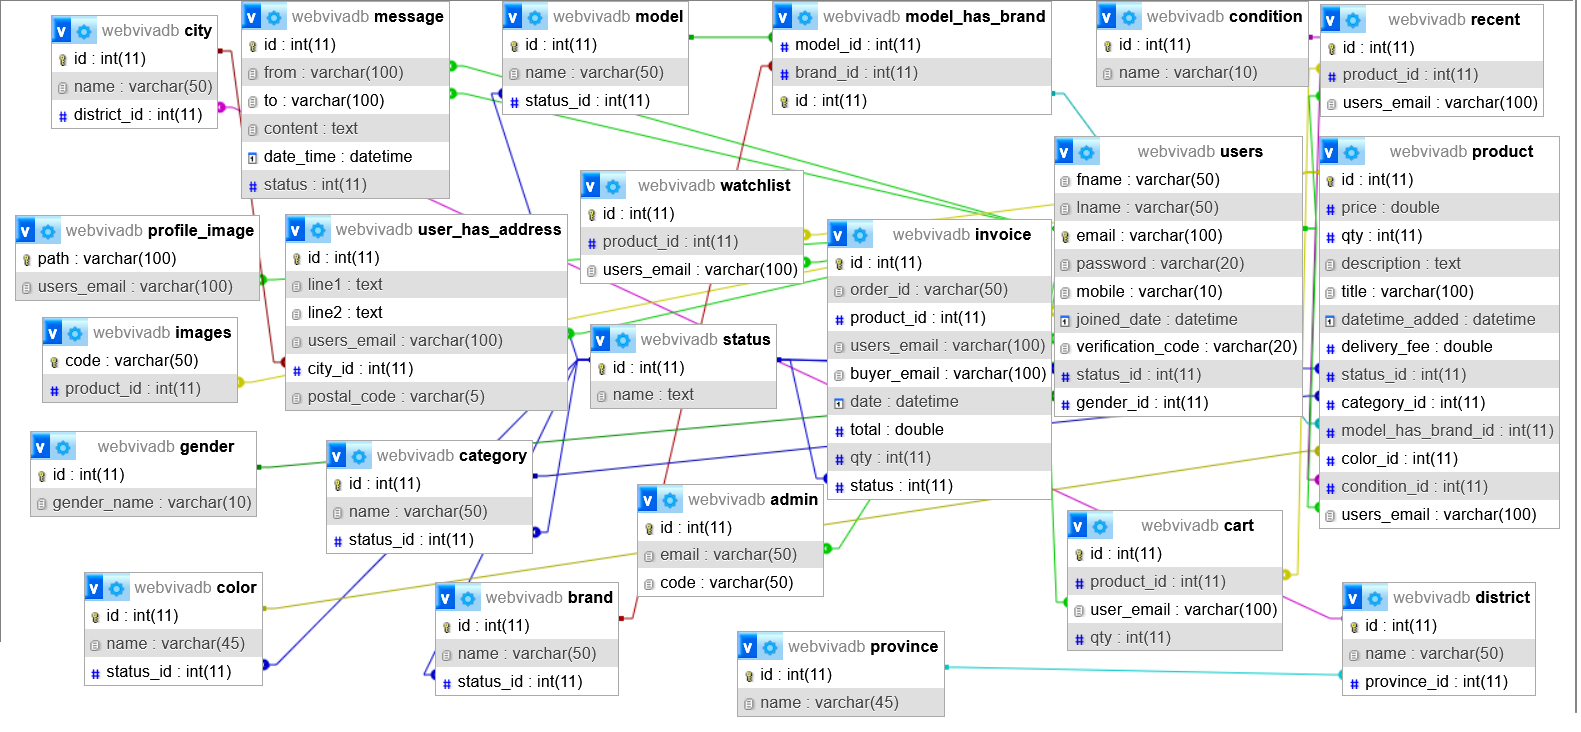 v webvivadb city
id : int(11)
name : varchar(50)
district_id : int(11)
v webvivadb message
id : int(11)
from : varchar(100)
to : varchar(100)
content : text
date_time : datetime
status : int(11)
v webvivadb model
id : int(11)
name : varchar(50)
status_id : int(11)
v webvivadb model_has_brand
model_id : int(11)
brand_id : int(11)
id : int(11)
v webvivadb condition
id : int(11)
name : varchar(10)
v webvivadb recent
id : int(11)
product_id : int(11)
users_email : varchar(100)
v webvivadb users
fname : varchar(50)
lname : varchar(50)
email : varchar(100)
password : varchar(20)
mobile : varchar(10)
joined_date : datetime
verification_code : varchar(20)
status_id : int(11)
gender_id : int(11)
v webvivadb product
id : int(11)
price : double
qty : int(11)
description : text
title : varchar(100)
datetime_added : datetime
delivery_fee : double
status_id : int(11)
category_id : int(11)
model_has_brand_id : int(11)
color_id : int(11)
condition_id : int(11)
users_email : varchar(100)
v webvivadb watchlist
id : int(11)
product_id : int(11)
users_email : varchar(100)
v webvivadb profile_image
path : varchar(100)
users_email : varchar(100)
v webvivadb user_has_address
id : int(11)
line1 : text
line2 : text
users_email : varchar(100)
city_id : int(11)
postal_code : varchar(5)
v webvivadb invoice
id : int(11)
order_id : varchar(50)
product_id : int(11)
users_email : varchar(100)
buyer_email : varchar(100)
date : datetime
total : double
qty : int(11)
status : int(11)
v webvivadb images
code : varchar(50)
product_id : int(11)
v webvivadb status
id : int(11)
name : text
v webvivadb gender
id : int(11)
gender_name : varchar(10)
v webvivadb category
id : int(11)
name : varchar(50)
status_id : int(11)
v webvivadb admin
id : int(11)
email : varchar(50)
code : varchar(50)
v webvivadb cart
id : int(11)
product_id : int(11)
user_email : varchar(100)
qty : int(11)
v webvivadb color
id : int(11)
name : varchar(45)
status_id : int(11)
v webvivadb brand
id : int(11)
name : varchar(50)
status_id : int(11)
v webvivadb district
id : int(11)
name : varchar(50)
province_id : int(11)
v webvivadb province
id : int(11)
name : varchar(45)